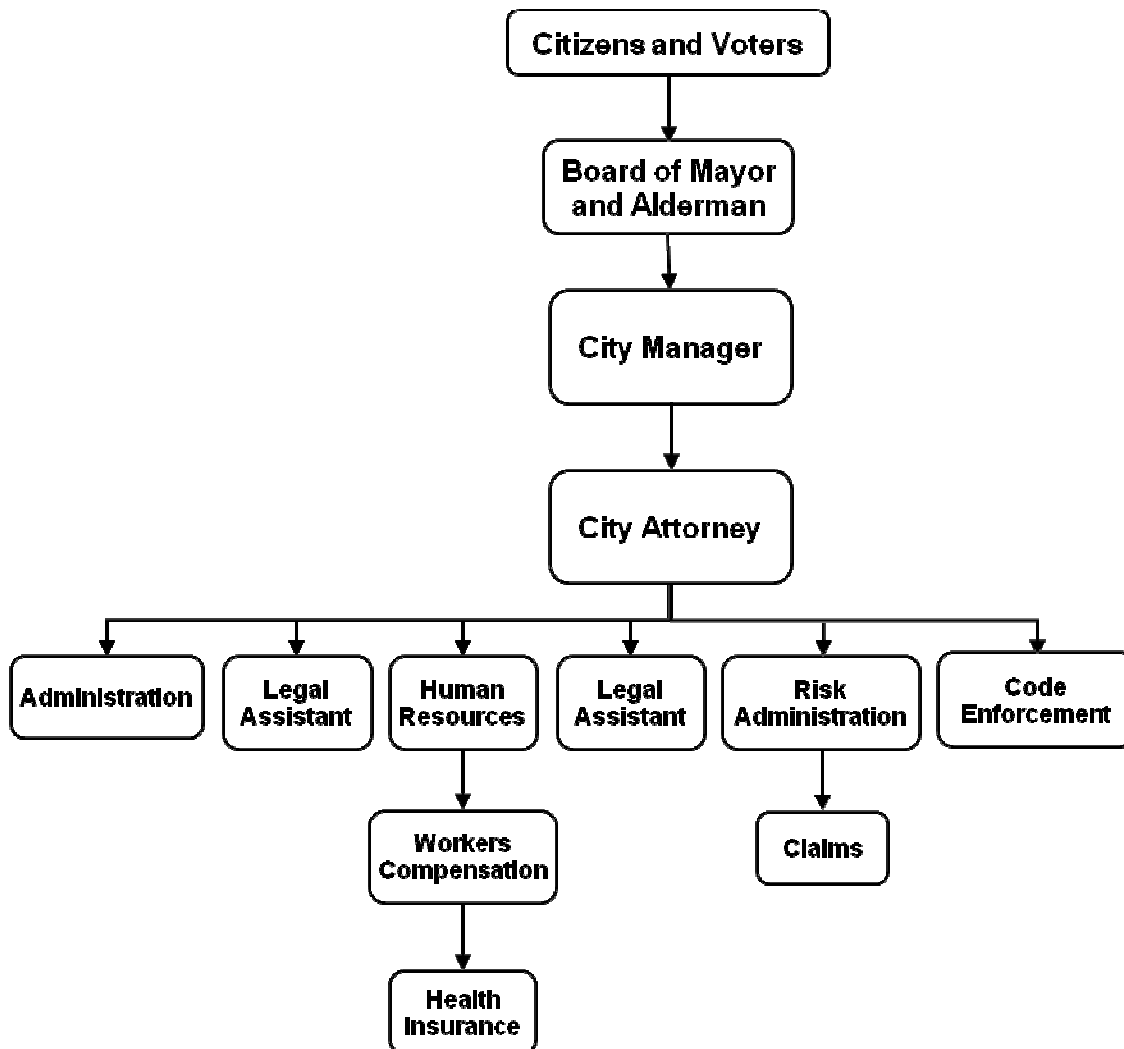 Citizens and Voters
Board of Mayor
and Alderman
City Manager
City Attorney
Administration
Legal
Assistant
Human
Resources
Legal
Assistant
Risk
Administration
Code
Enforcement
Workers
Compensation
Claims
Health
Insurance